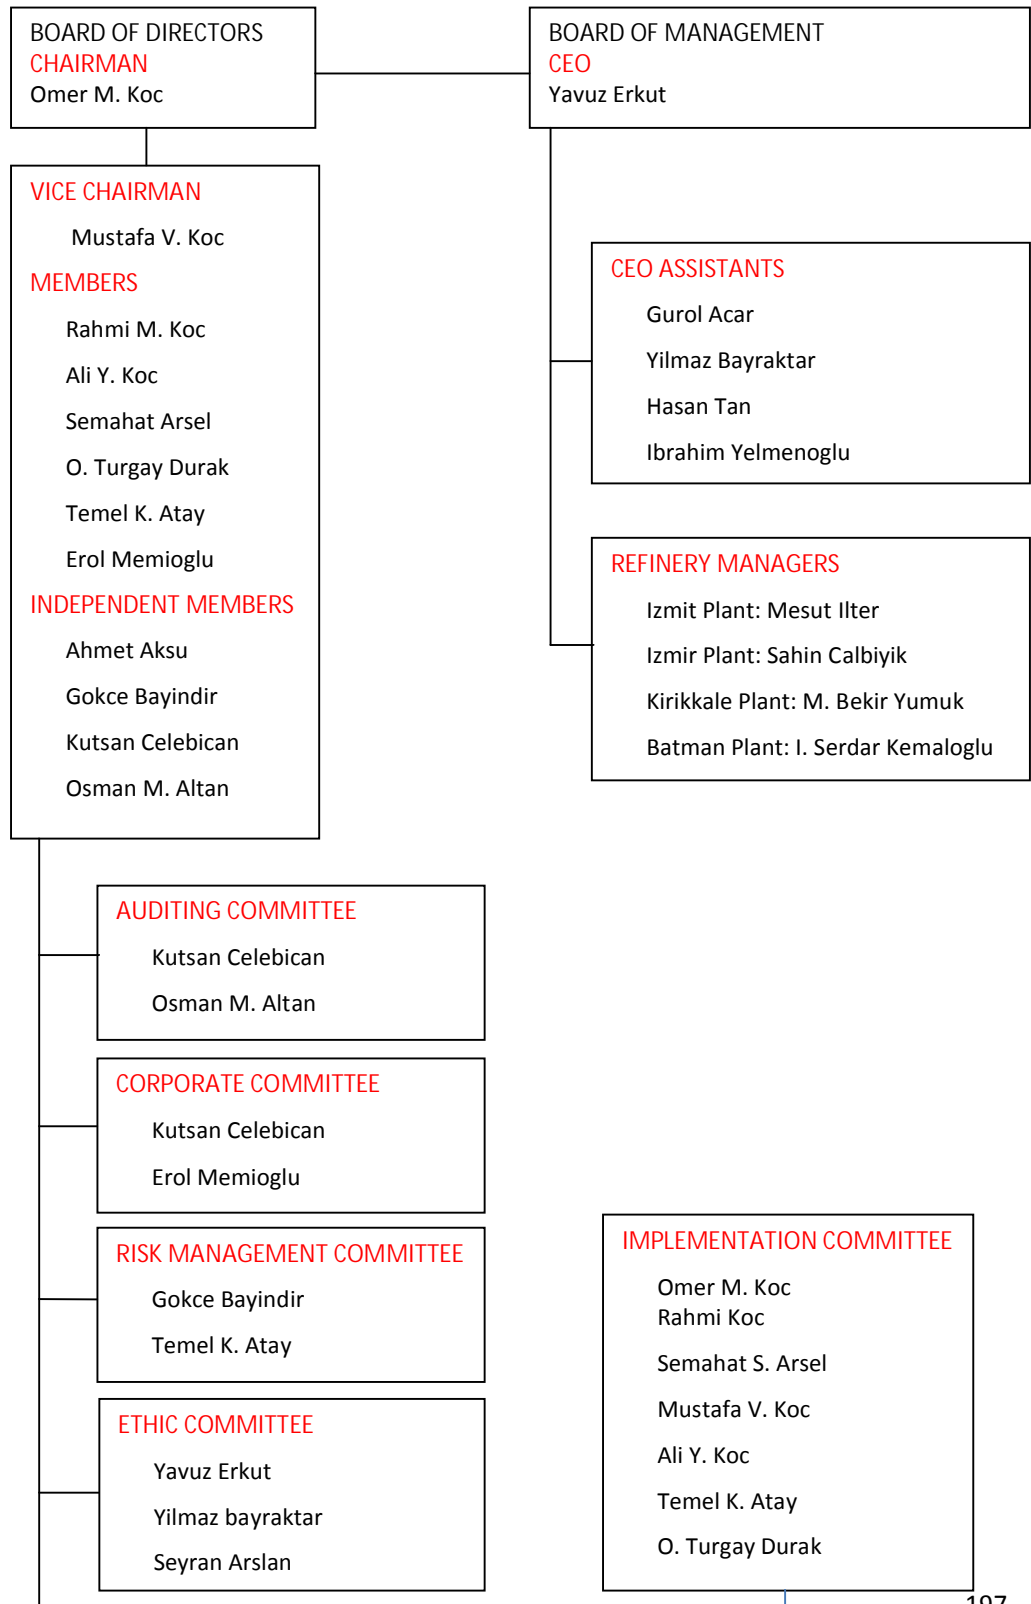 BOARD OF DIRECTORS
CHAIRMAN
Omer M. Koc
BOARD OF MANAGEMENT
CEO
Yavuz Erkut
VICE CHAIRMAN
Mustafa V. Koc
MEMBERS
Rahmi M. Koc
Ali Y. Koc
Semahat Arsel
O. Turgay Durak
Temel K. Atay
Erol Memioglu
INDEPENDENT MEMBERS
Ahmet Aksu
Gokce Bayindir
Kutsan Celebican
Osman M. Altan
CEO ASSISTANTS
Gurol Acar
Yilmaz Bayraktar
Hasan Tan
Ibrahim Yelmenoglu
REFINERY MANAGERS
Izmit Plant: Mesut Ilter
Izmir Plant: Sahin Calbiyik
Kirikkale Plant: M. Bekir Yumuk
Batman Plant: I. Serdar Kemaloglu
AUDITING COMMITTEE
Kutsan Celebican
Osman M. Altan
CORPORATE COMMITTEE
Kutsan Celebican
Erol Memioglu
RISK MANAGEMENT COMMITTEE
Gokce Bayindir
Temel K. Atay
ETHIC COMMITTEE
Yavuz Erkut
Yilmaz bayraktar
Seyran Arslan
IMPLEMENTATION COMMITTEE
Omer M. Koc
Rahmi Koc
Semahat S. Arsel
Mustafa V. Koc
Ali Y. Koc
Temel K. Atay
O. Turgay Durak
197